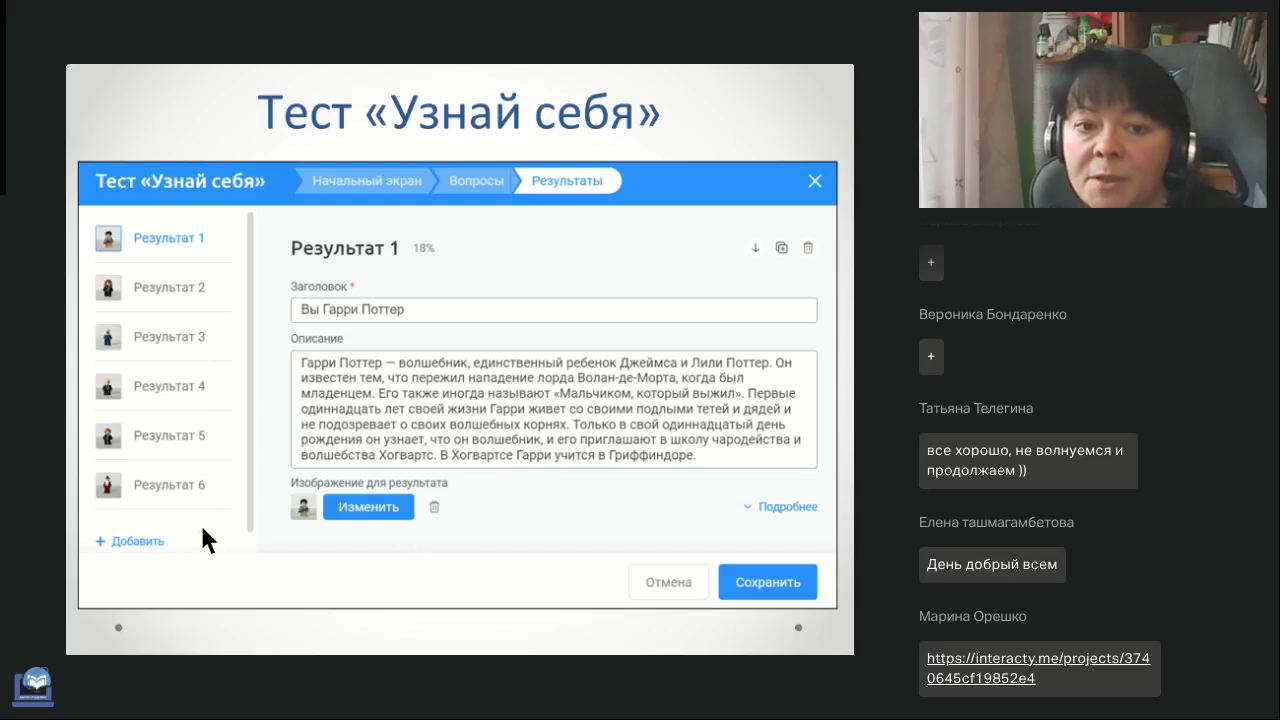 Тест «Узнай себя»
Тест «Узнай себя»
Начальный экран
Вопросы
Результаты
Результат 1
Результат 2
Результат 3
Результат 4
Результат 5
Результат 6
+ Добавить
Результат 1 18%
Заголовок *
Вы Гарри Поттер
Описание
Гарри Поттер — волшебник, единственный ребенок Джеймса и Лили Поттер. Он
известен тем, что пережил нападение лорда Волан-де-Морта, когда был
младенцем. Его также иногда называют «Мальчиком, который выжил». Первые
одиннадцать лет своей жизни Гарри живет со своими подлыми тетей и дядей и
не подозревает о своих волшебных корнях. Только в свой одиннадцатый день
рождения он узнает, что он волшебник, и его приглашают в школу чародейства и
волшебства Хогвартс. В Хогвартсе Гарри учится в Гриффиндоре.
Изображение для результата
Изменить
Подробнее
Отмена
Сохранить
+
Вероника Бондаренко
+
Татьяна Телегина
все хорошо, не волнуемся и
продолжаем ))
Елена ташмагамбетова
День добрый всем
Марина Орешко
https://interacty.me/projects/374
0645cf19852e4